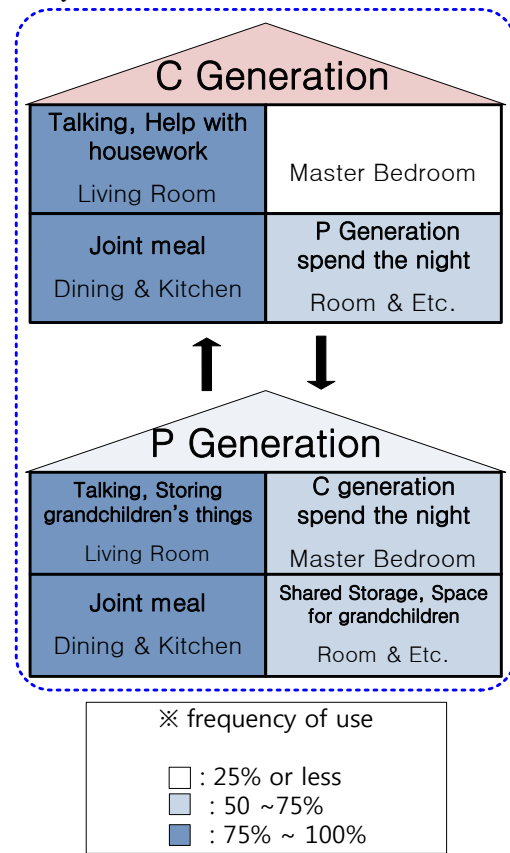 C Generation
Talking, Help with
housework
Living Room
Master Bedroom
Joint meal
Dining & Kitchen
P Generation
spend the night
Room & Etc.
P Generation
Talking, Storing
grandchildren's things
Living Room
C generation
spend the night
Master Bedroom
Joint meal
Dining & Kitchen
Shared Storage, Space
for grandchildren
Room & Etc.
※ frequency of use
: 25% or less
: 50 ~75%
: 75% ~ 100%